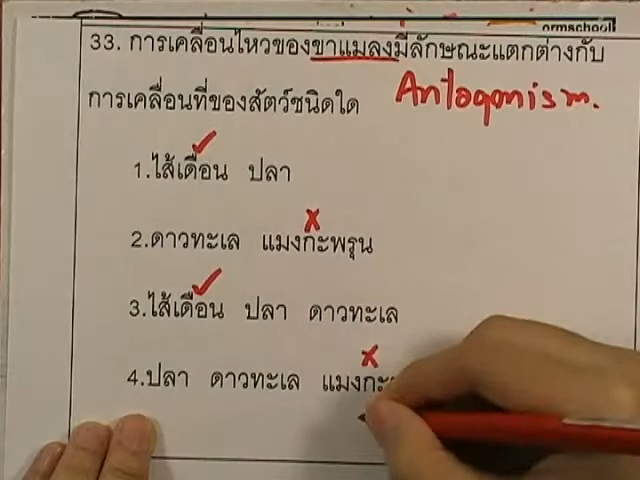 ormschool
33. การเคลื่อนไหวของขาแมลงมีลักษณะแตกต่างกับ
การเคลื่อนที่ของสัตว์ชนิดใด Antagonism.
1.ไส้เดือน ปลา
2.ดาวทะเล แมงกะพรุน
3.ไส้เดือน ปลา ดาวทะเล
4.ปลา ดาวทะเล